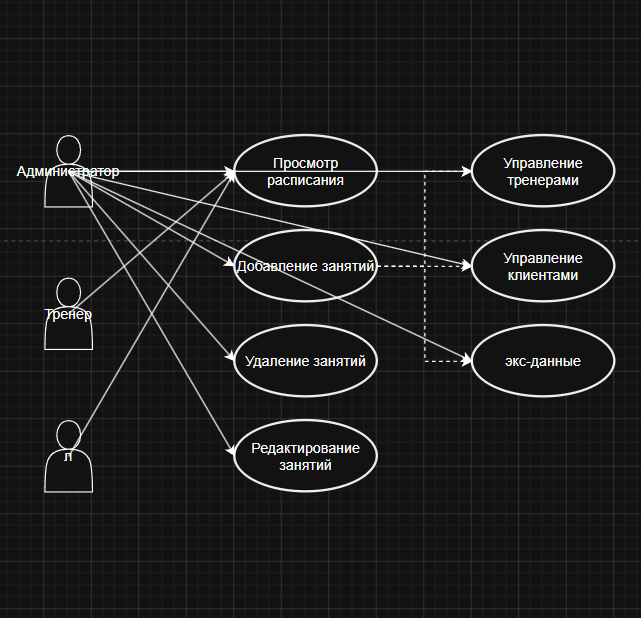 Администратор
Просмотр
расписания
Управление
тренерами
Добавление занятий
Управление
клиентами
Тренер
Удаление занятий
экс-данные
Л
Редактирование
занятий